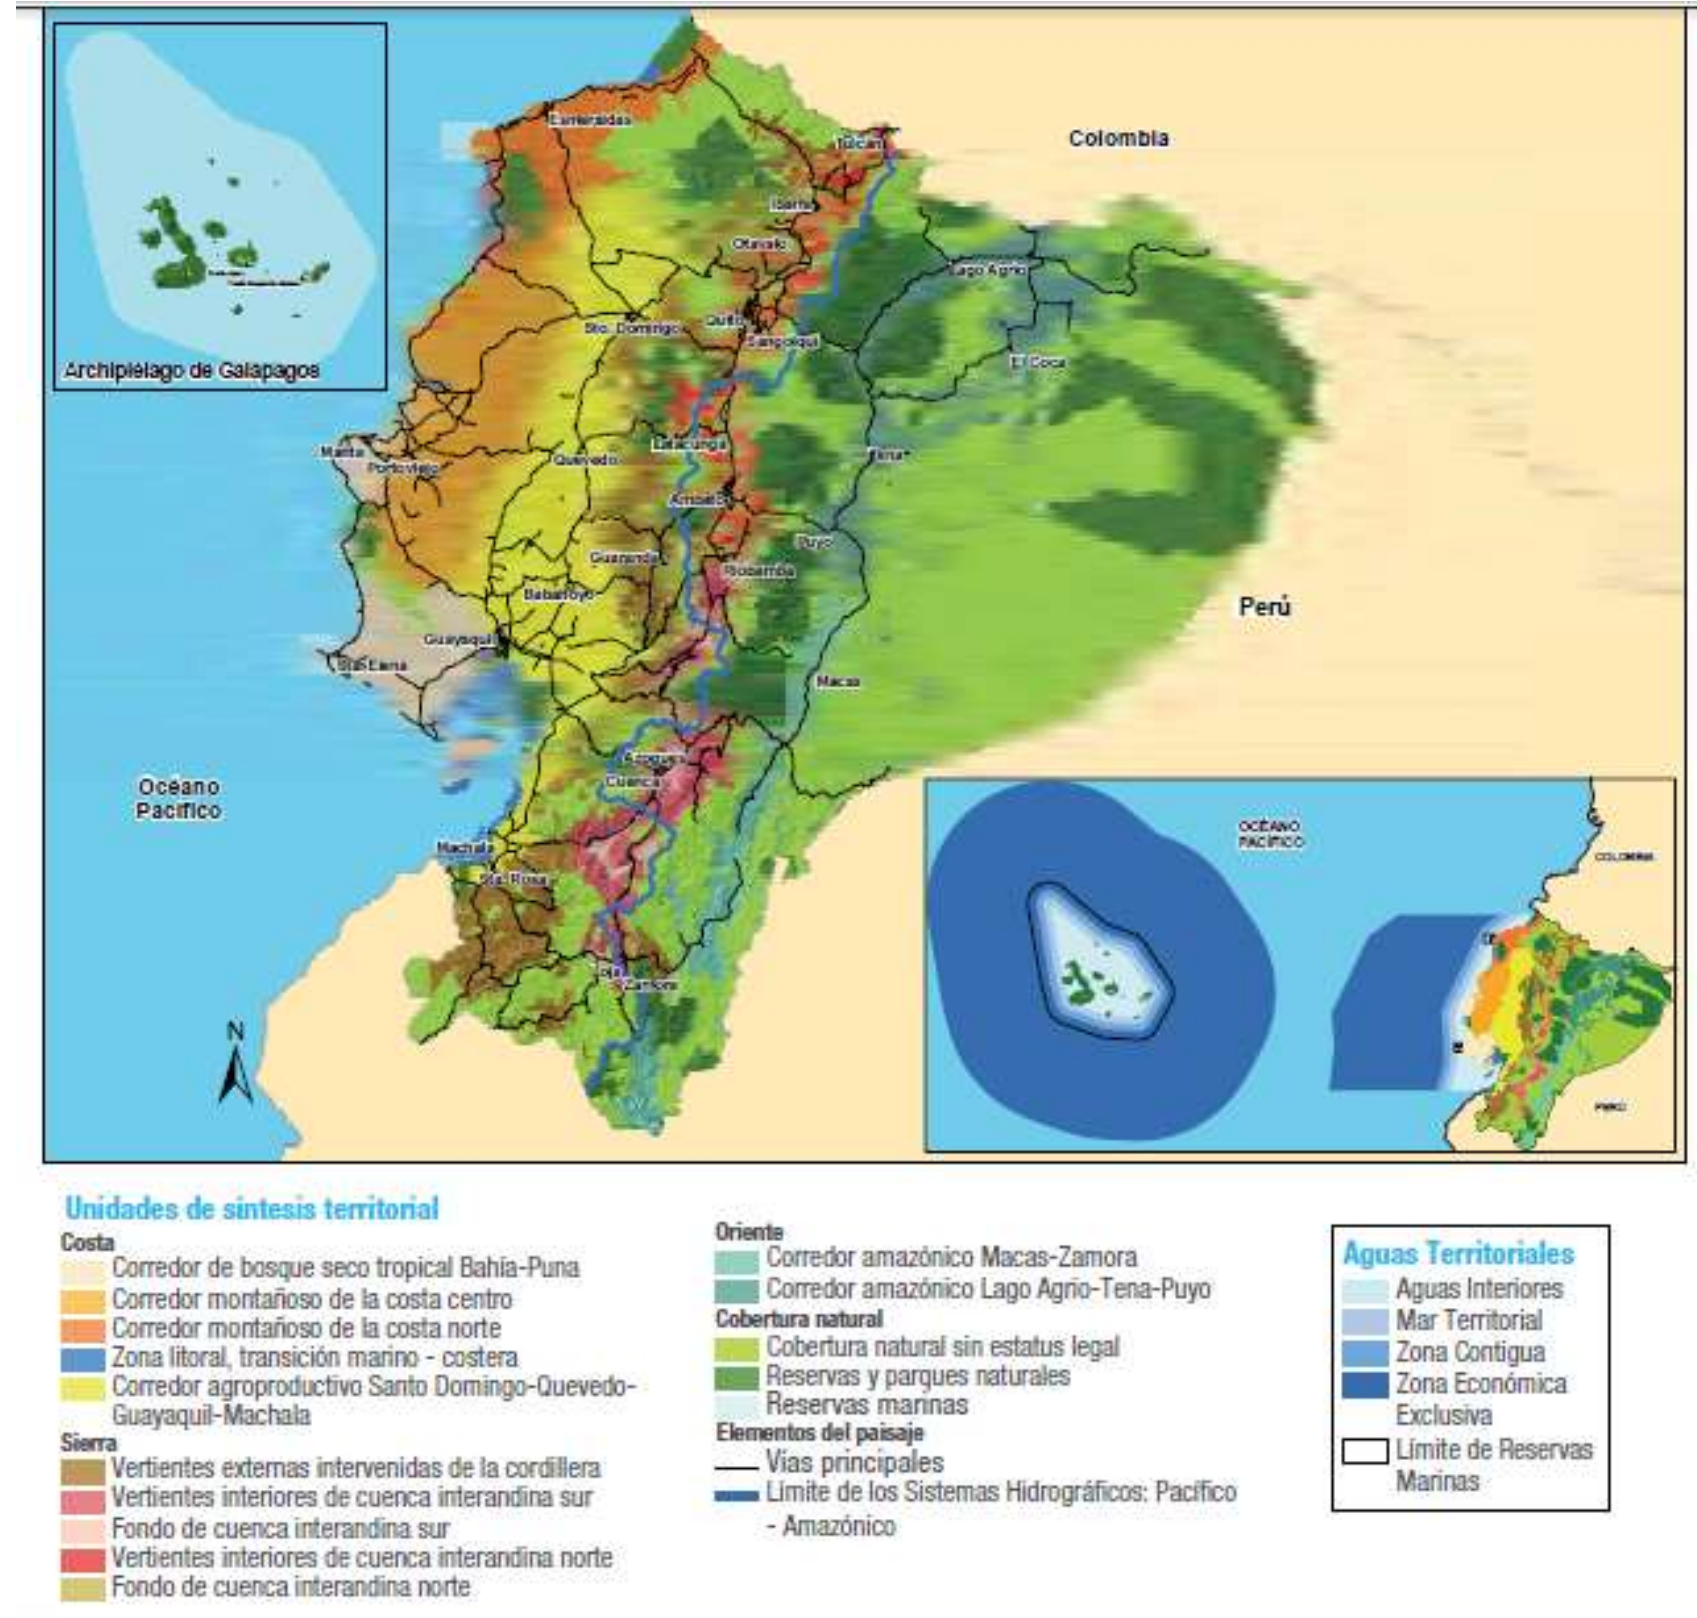 Archipiélago de Galápagos
Colombia
Perú
Océano
Pacífico
Esmeraldas
Tulcán
Ibarra
Otavalo
Lago Agrio
Sto. Domingo
Quito
Sangolquí
El Coca
Manta
Portoviejo
Quevedo
Latacunga
Tena
Ambato
Guaranda
Puyo
Riobamba
Babahoyo
Guayaquil
Sta. Elena
Macas
Azogues
Cuenca
Machala
Sta. Rosa
Loja
Zamora
N
OCÉANO
PACÍFICO
COLOMBIA
PERÚ
Unidades de síntesis territorial
Costa
Corredor de bosque seco tropical Bahía-Puna
Corredor montañoso de la costa centro
Corredor montañoso de la costa norte
Zona litoral, transición marino - costera
Corredor agroproductivo Santo Domingo-Quevedo-
Guayaquil-Machala
Sierra
Vertientes externas intervenidas de la cordillera
Vertientes interiores de cuenca interandina sur
Fondo de cuenca interandina sur
Vertientes interiores de cuenca interandina norte
Fondo de cuenca interandina norte
Oriente
Corredor amazónico Macas-Zamora
Corredor amazónico Lago Agrio-Tena-Puyo
Cobertura natural
Cobertura natural sin estatus legal
Reservas y parques naturales
Reservas marinas
Elementos del paisaje
Vías principales
Límite de los Sistemas Hidrográficos: Pacífico
- Amazónico
Aguas Territoriales
Aguas Interiores
Mar Territorial
Zona Contigua
Zona Económica
Exclusiva
Límite de Reservas
Marinas